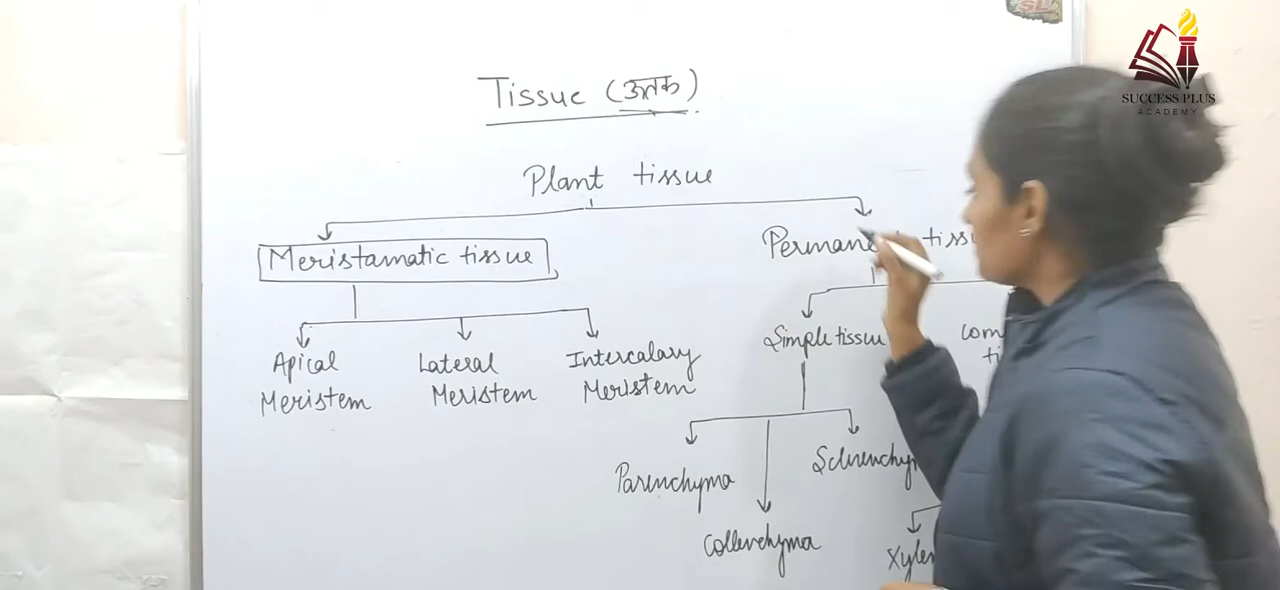 SL
SUCCESS PLUS
ACADEMY
Tissue (ऊतक)
Plant tissue
Meristamatic tissue
Apical
Meristem
Lateral
Meristem
Intercalary
Meristem
Simple tissue
Parenchyma
Collenchyma